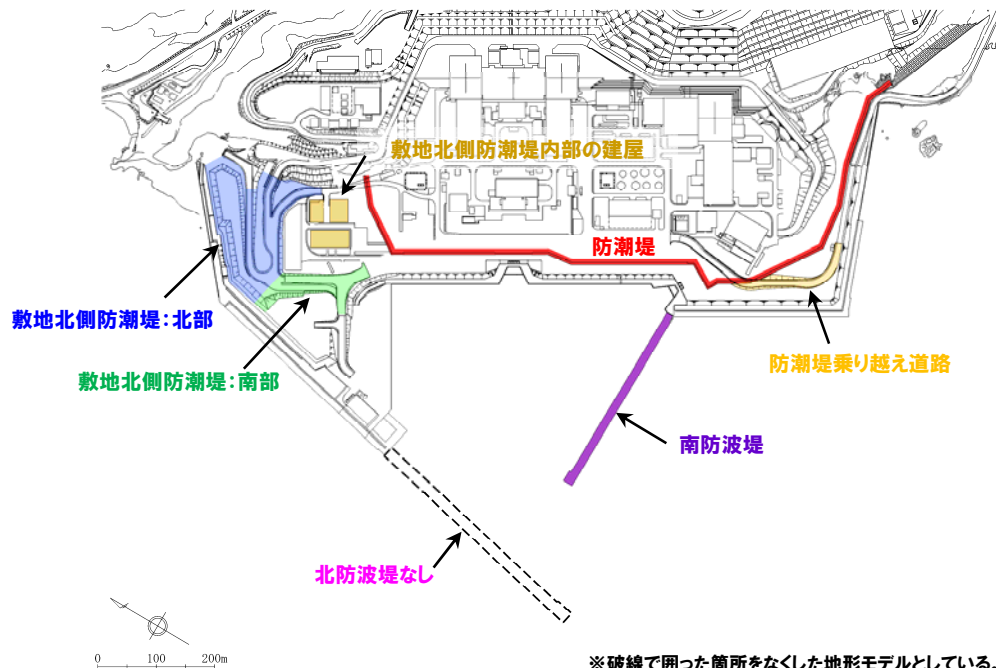 敷地北側防潮堤内部の建屋
防潮堤
敷地北側防潮堤：北部
防潮堤乗り越え道路
敷地北側防潮堤：南部
南防波堤
北防波堤なし
0 100 200m
※破線で囲った箇所をなくした地形モデルとしている。